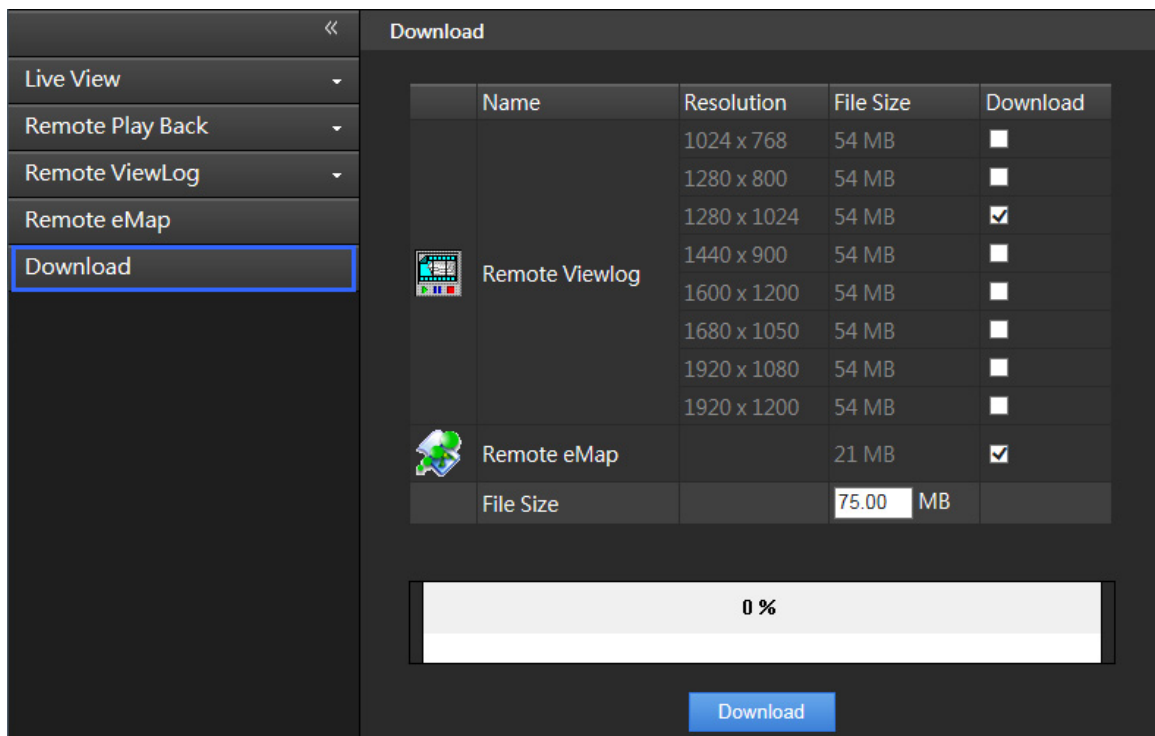 Live View
Remote Play Back
Remote ViewLog
Remote eMap
Download
Download
Name Resolution File Size Download
1024 x 768 54 MB
1280 x 800 54 MB
1280 x 1024 54 MB
1440 x 900 54 MB
Remote Viewlog
1600 x 1200 54 MB
1680 x 1050 54 MB
1920 x 1080 54 MB
1920 x 1200 54 MB
Remote eMap 21 MB
File Size 75.00 MB
0 %
Download